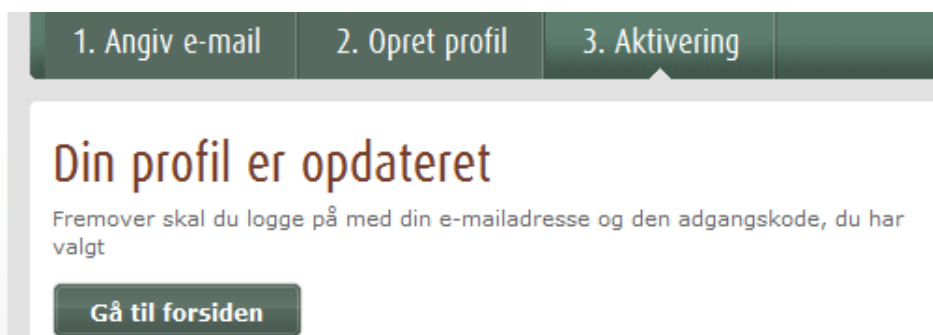 1. Angiv e-mail 2. Opret profil 3. Aktivering
Din profil er opdateret
Fremover skal du logge på med din e-mailadresse og den adgangskode, du har
valgt
Gå til forsiden